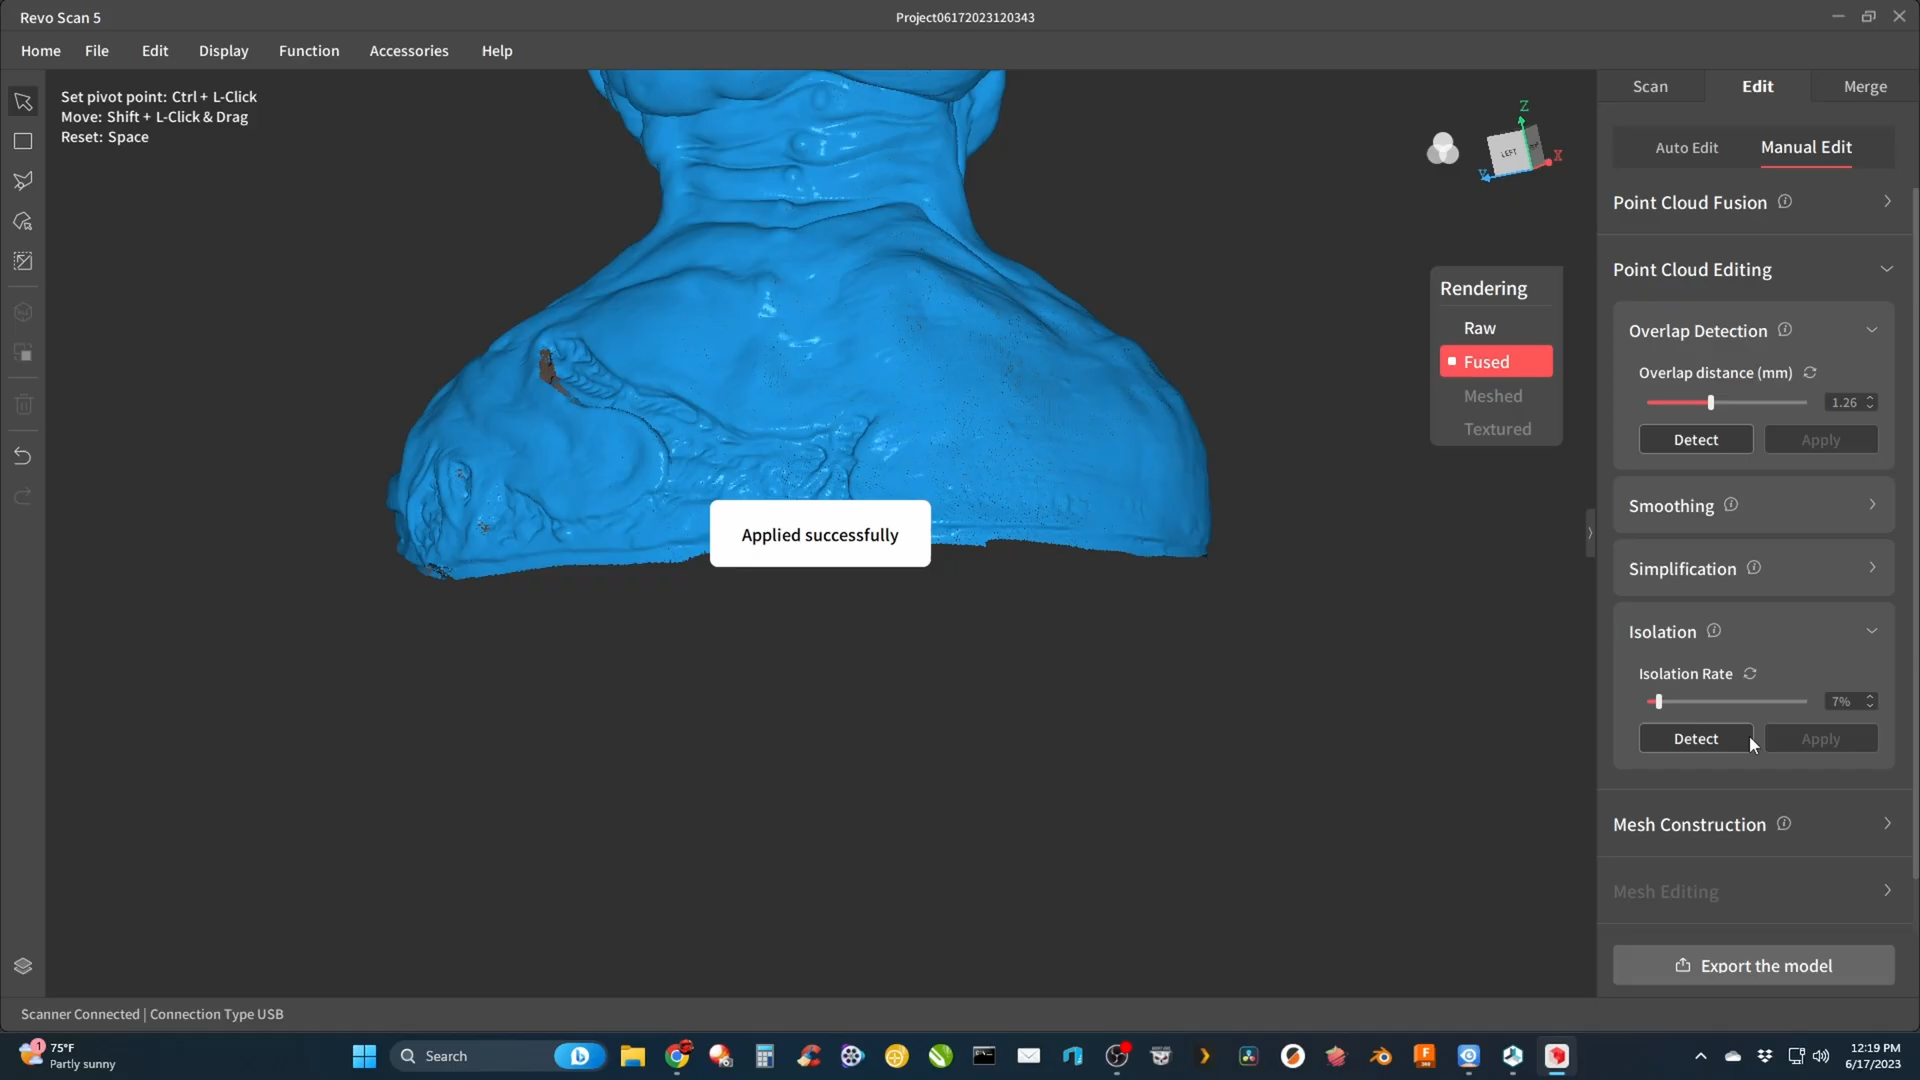 Revo Scan 5
Project06172023120343
Home File Edit Display Function Accessories Help
Set pivot point: Ctrl + L-Click
Move: Shift + L-Click & Drag
Reset: Space
Scan Edit Merge
Auto Edit Manual Edit
Z
LEFT
X
Y
Point Cloud Fusion
Point Cloud Editing
Rendering
Raw
Fused
Meshed
Textured
Overlap Detection
Overlap distance (mm)
1.26
Detect Apply
Smoothing
Applied successfully
Simplification
Isolation
Isolation Rate
7%
Detect Apply
Mesh Construction
Mesh Editing
Export the model
Scanner Connected | Connection Type USB
1
75°F
Partly sunny
Search
12:19 PM
6/17/2023